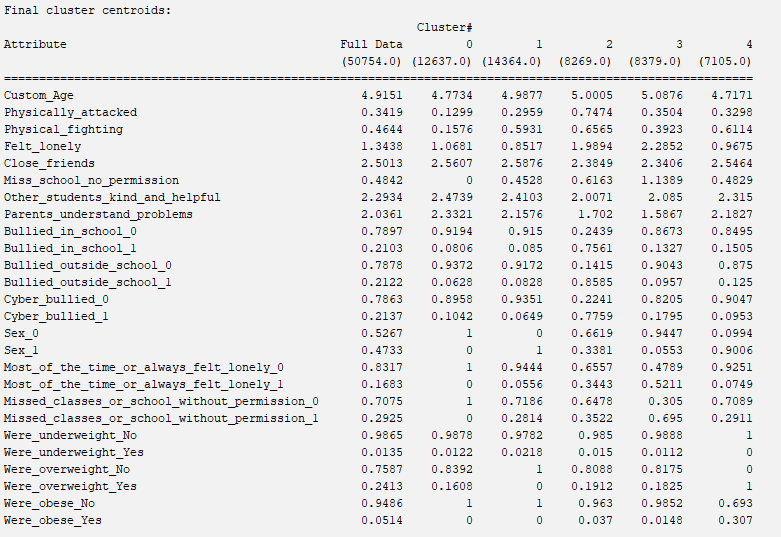 Final cluster centroids:
Cluster#
Attribute Full Data 0 1 2 3 4
(50754.0) (12637.0) (14364.0) (8269.0) (8379.0) (7105.0)
==========================================================================================================
Custom_Age 4.9151 4.7734 4.9877 5.0005 5.0876 4.7171
Physically_attacked 0.3419 0.1299 0.2959 0.7474 0.3504 0.3298
Physical_fighting 0.4644 0.1576 0.5931 0.6565 0.3923 0.6114
Felt_lonely 1.3438 1.0681 0.8517 1.9894 2.2852 0.9675
Close_friends 2.5013 2.5607 2.5876 2.3849 2.3406 2.5464
Miss_school_no_permission 0.4842 0 0.4528 0.6163 1.1389 0.4829
Other_students_kind_and_helpful 2.2934 2.4739 2.4103 2.0071 2.085 2.315
Parents_understand_problems 2.0361 2.3321 2.1576 1.702 1.5867 2.1827
Bullied_in_school_0 0.7897 0.9194 0.915 0.2439 0.8673 0.8495
Bullied_in_school_1 0.2103 0.0806 0.085 0.7561 0.1327 0.1505
Bullied_outside_school_0 0.7878 0.9372 0.9172 0.1415 0.9043 0.875
Bullied_outside_school_1 0.2122 0.0628 0.0828 0.8585 0.0957 0.125
Cyber_bullied_0 0.7863 0.8958 0.9351 0.2241 0.8205 0.9047
Cyber_bullied_1 0.2137 0.1042 0.0649 0.7759 0.1795 0.0953
Sex_0 0.5267 1 0 0.6619 0.9447 0.0994
Sex_1 0.4733 0 1 0.3381 0.0553 0.9006
Most_of_the_time_or_always_felt_lonely_0 0.8317 1 0.9444 0.6557 0.4789 0.9251
Most_of_the_time_or_always_felt_lonely_1 0.1683 0 0.0556 0.3443 0.5211 0.0749
Missed_classes_or_school_without_permission_0 0.7075 1 0.7186 0.6478 0.305 0.7089
Missed_classes_or_school_without_permission_1 0.2925 0 0.2814 0.3522 0.695 0.2911
Were_underweight_No 0.9865 0.9878 0.9782 0.985 0.9888 1
Were_underweight_Yes 0.0135 0.0122 0.0218 0.015 0.0112 0
Were_overweight_No 0.7587 0.8392 1 0.8088 0.8175 0
Were_overweight_Yes 0.2413 0.1608 0 0.1912 0.1825 1
Were_obese_No 0.9486 1 1 0.963 0.9852 0.693
Were_obese_Yes 0.0514 0 0 0.037 0.0148 0.307